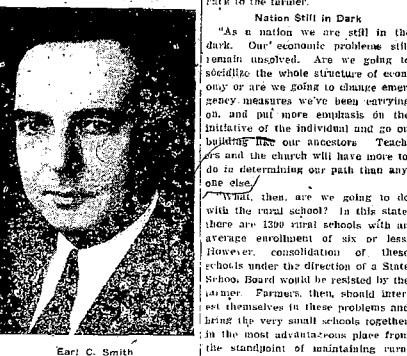 to the farmer.
Nation Still in Dark
"As a nation we are still in the
dark. Our economic problems still
remain unsolved. Are we going to
socialize the whole structure of econ
omy or are we going to change emer
gency measures we've been carrying
on, and put more emphasis on the
initiative of the individual and go on
building like our ancestors Teach
ers and the church will have more to
do in determining our path than any
one else.
"What, then, are we going to do
with the rural school? In this state
there are 1300 rural schools with an
average enrollment of six or less.
However, consolidation of these
schools under the direction of a State
School Board would be resisted by the
farmer. Farmers, then, should inter
est themselves in these problems and
bring the very small schools together
in the most advantageous place from
the standpoint of maintaining rural
Earl C. Smith